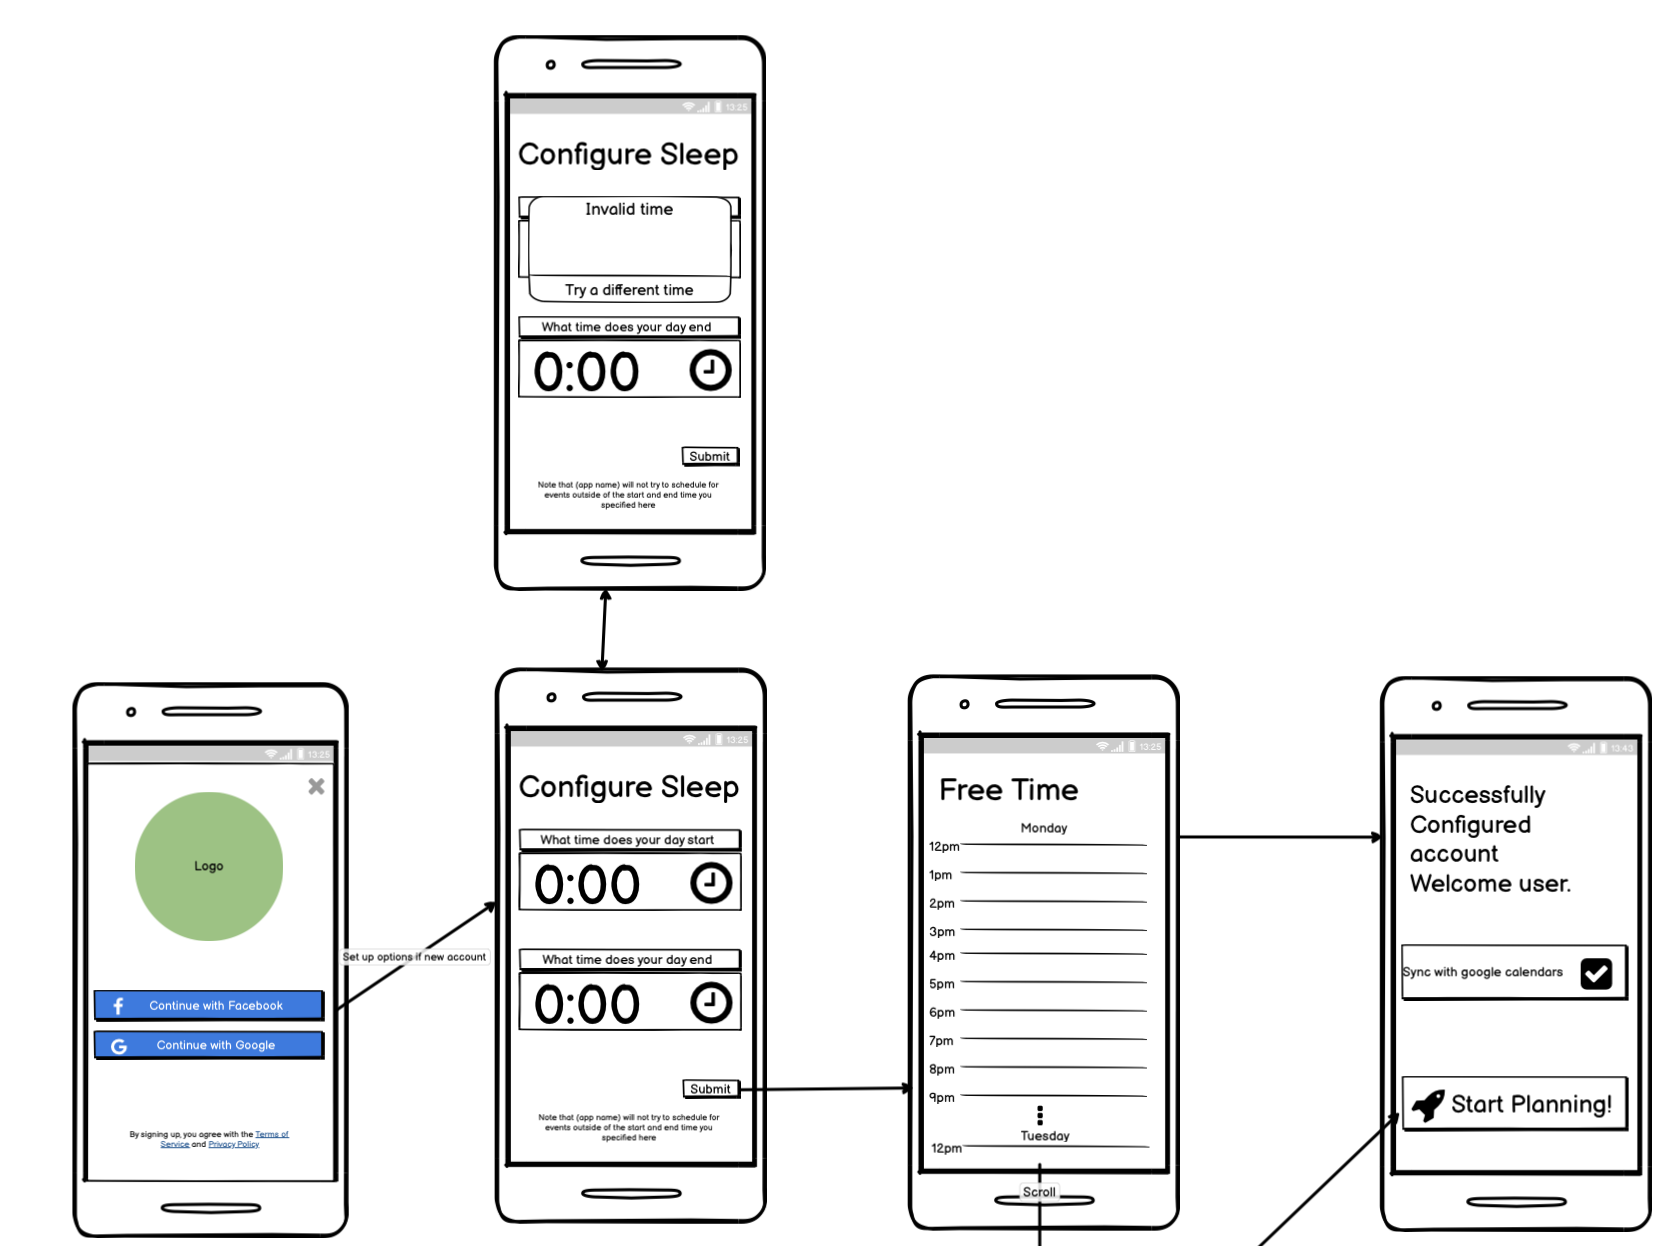 13:25
Configure Sleep
Invalid time
Try a different time
What time does your day end
0:00
Submit
Note that (app name) will not try to schedule for
events outside of the start and end time you
specified here
13:25
Logo
Continue with Facebook
G Continue with Google
By signing up, you agree with the Terms of
Service and Privacy Policy
Set up options if new account
13:25
Configure Sleep
What time does your day start
0:00
What time does your day end
0:00
Submit
Note that (app name) will not try to schedule for
events outside of the start and end time you
specified here
13:25
Free Time
Monday
12pm
1pm
2pm
3pm
4pm
5pm
6pm
7pm
8pm
9pm
Tuesday
12pm
Scroll
13:43
Successfully
Configured
account
Welcome user.
Sync with google calendars
Start Planning!